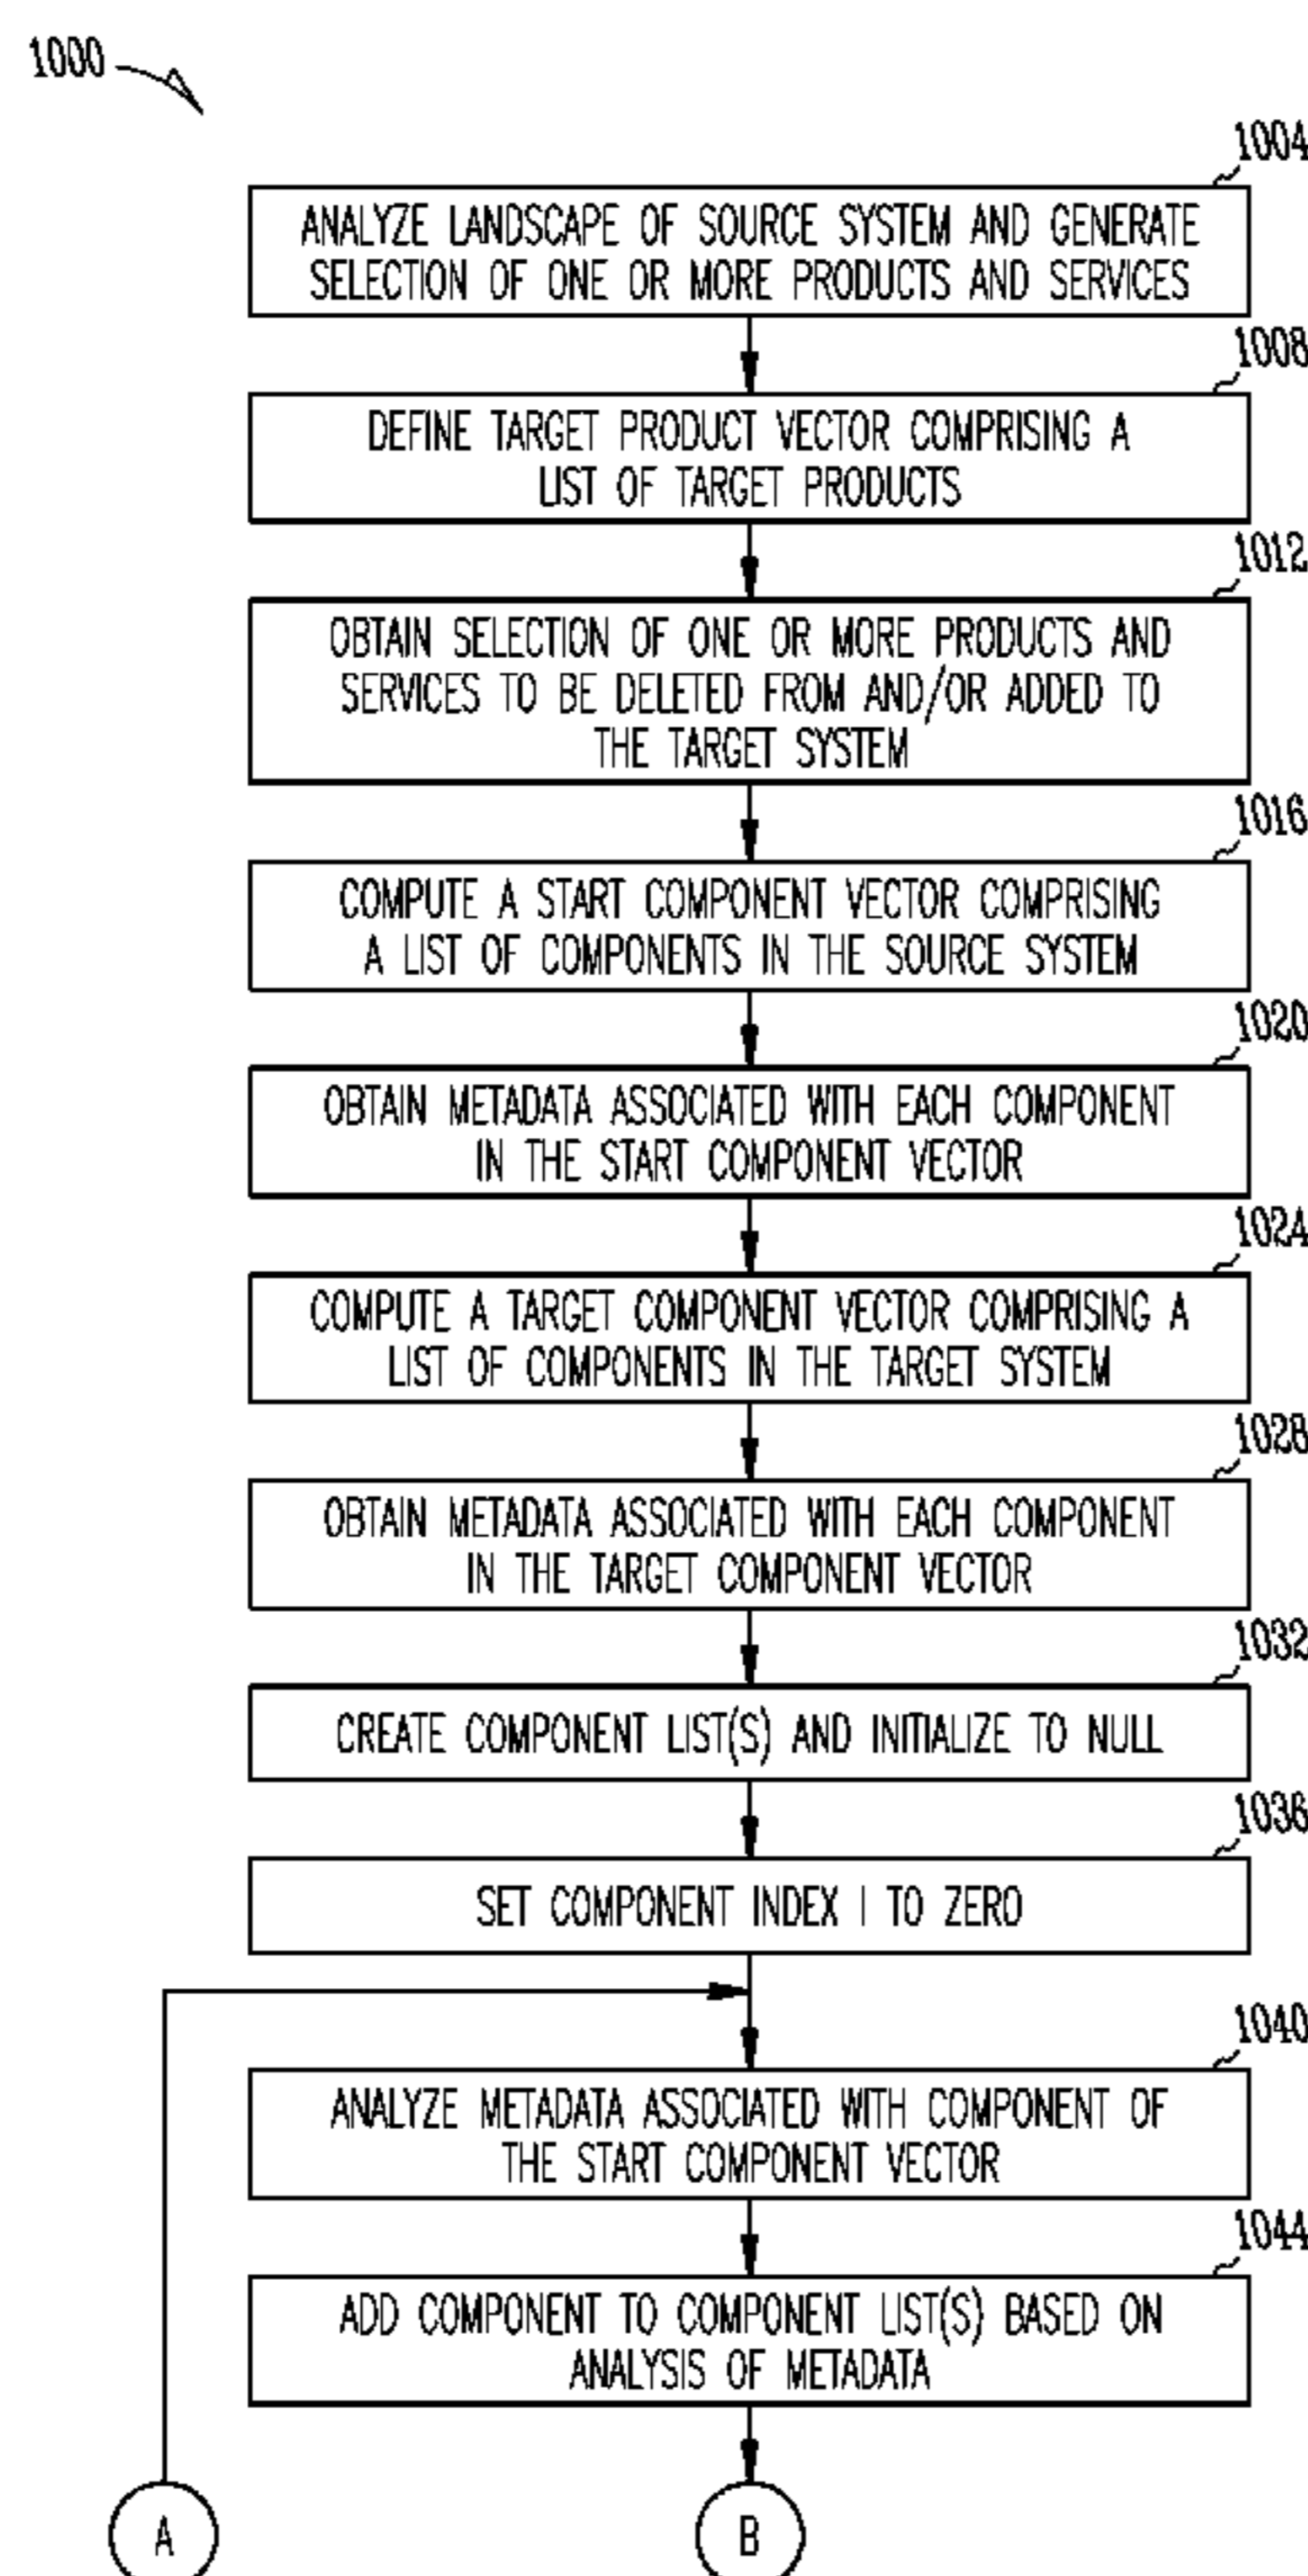 1000
1004
ANALYZE LANDSCAPE OF SOURCE SYSTEM AND GENERATE
SELECTION OF ONE OR MORE PRODUCTS AND SERVICES
1008
DEFINE TARGET PRODUCT VECTOR COMPRISING A
LIST OF TARGET PRODUCTS
1012
OBTAIN SELECTION OF ONE OR MORE PRODUCTS AND
SERVICES TO BE DELETED FROM AND/OR ADDED TO
THE TARGET SYSTEM
1016
COMPUTE A START COMPONENT VECTOR COMPRISING
A LIST OF COMPONENTS IN THE SOURCE SYSTEM
1020
OBTAIN METADATA ASSOCIATED WITH EACH COMPONENT
IN THE START COMPONENT VECTOR
1024
COMPUTE A TARGET COMPONENT VECTOR COMPRISING A
LIST OF COMPONENTS IN THE TARGET SYSTEM
1028
OBTAIN METADATA ASSOCIATED WITH EACH COMPONENT
IN THE TARGET COMPONENT VECTOR
1032
CREATE COMPONENT LIST(S) AND INITIALIZE TO NULL
1036
SET COMPONENT INDEX I TO ZERO
1040
ANALYZE METADATA ASSOCIATED WITH COMPONENT OF
THE START COMPONENT VECTOR
1044
ADD COMPONENT TO COMPONENT LIST(S) BASED ON
ANALYSIS OF METADATA
A
B